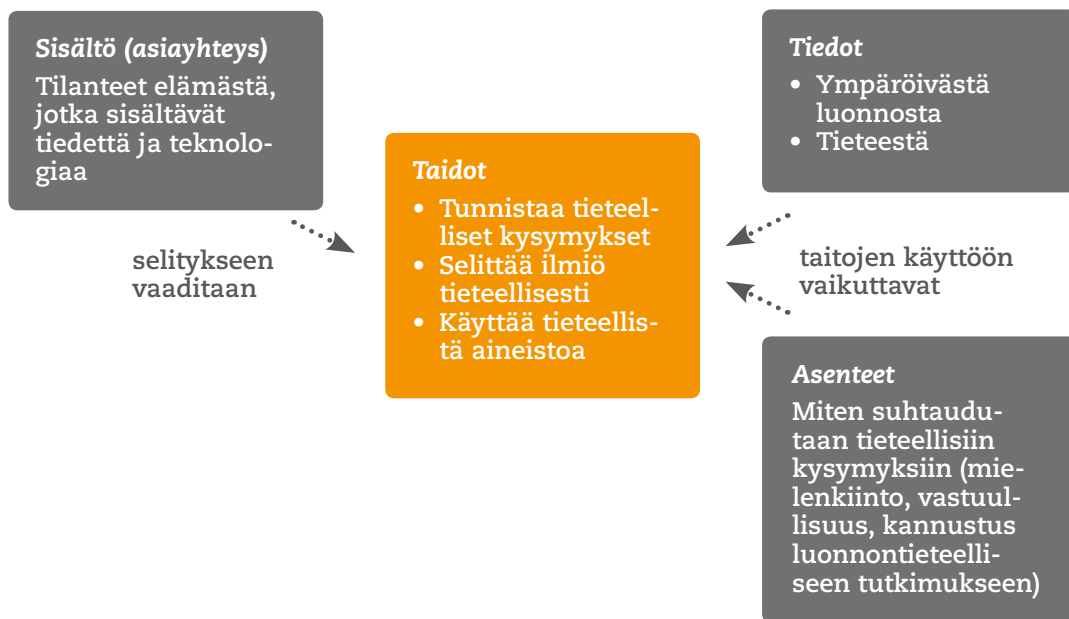 Sisältö (asiayhteys)
Tilanteet elämästä,
jotka sisältävät
tiedettä ja teknolo-
giaa
selitykseen
vaaditaan
Taidot
• Tunnistaa tieteel-
lliset kysymykset
• Selittää ilmiö
tieteellisesti
• Käyttää tieteellis-
tä aineistoa
Tiedot
• Ympäröivästä
luonnosta
• Tieteestä
taitojen käyttöön
vaikuttavat
Asenteet
Miten suhtaudu-
taan tieteellisiin
kysymyksiin (mie-
lenkiinto, vastuul-
lisuus, kannustus
luonnontieteelli-
seen tutkimukseen)